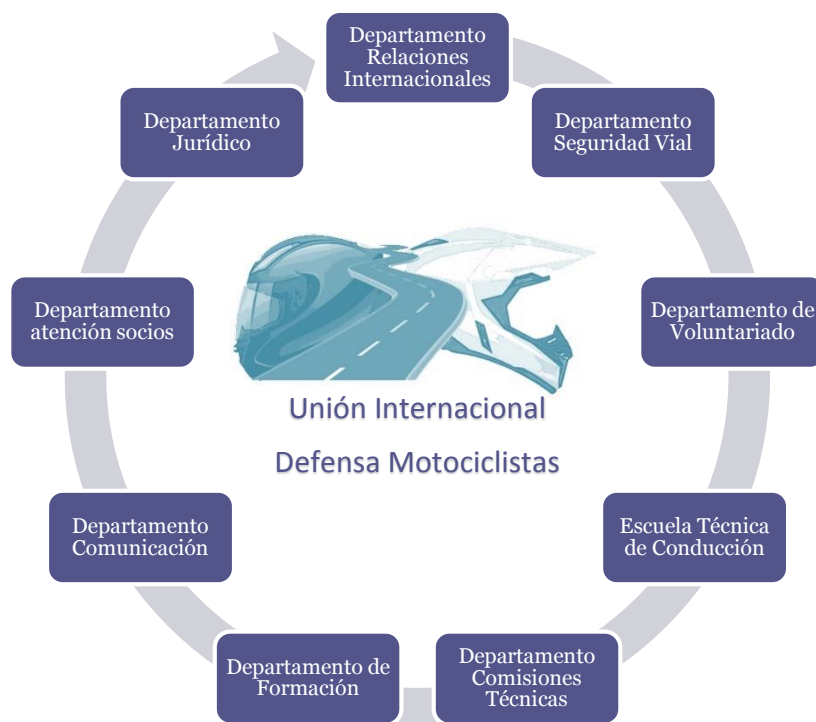 Departamento
Relaciones
Internacionales
Departamento
Seguridad Vial
Departamento de
Voluntariado
Escuela Técnica
de Conducción
Departamento
Comisiones
Técnicas
Departamento de
Formación
Departamento
Comunicación
Departamento
atención socios
Departamento
Jurídico
Unión Internacional
Defensa Motociclistas